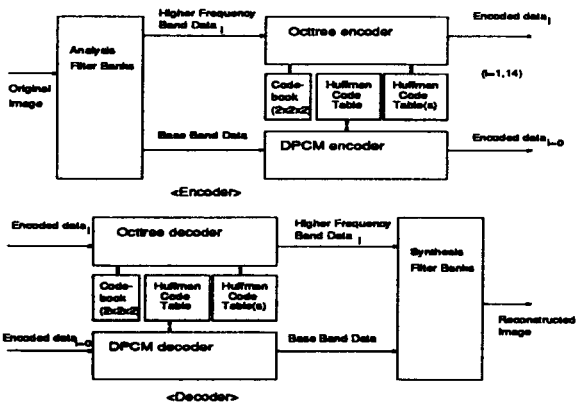 Higher Frequency
Band Data i
Encoded data i
Analysis
Filter Banks
Octtree encoder
Original
Image
(i=1,14)
Code-
book
(2x2x2)
Huffman
Code
Table
Huffman
Code
Table(s)
Base Band Data
DPCM encoder
Encoded data i=0
<Encoder>
Encoded data i
Octtree decoder
Higher Frequency
Band Data i
Synthesis
Filter Banks
Code-
book
(2x2x2)
Huffman
Code
Table
Huffman
Code
Table(s)
Reconstructed
Image
Encoded data i=0
DPCM decoder
Base Band Data
<Decoder>